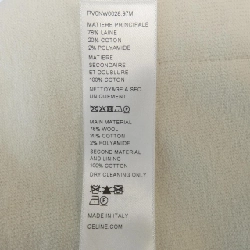 MATIERE PRINCIPALE
78% LAINE
20% COTON
2% POLYAMIDE
MATIERE
SECONDAIRE
ET DOUBLURE
100% COTON
NETTOYAGE A SEC
UNIQUEMENT
MAIN MATERIAL
78% WOOL
20% COTTON
2% POLYAMIDE
SECOND MATERIAL
AND LINING
100% COTTON
DRY CLEANING ONLY
MADE IN ITALY
CELINE.COM